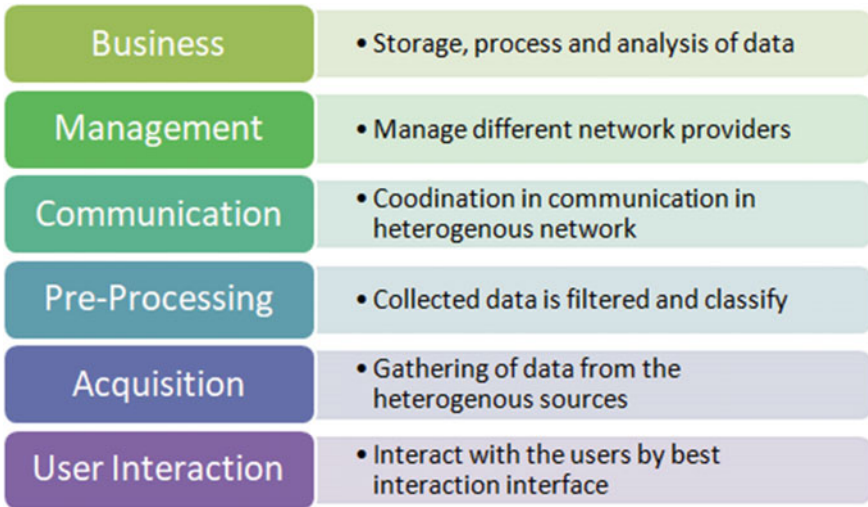 Business
• Storage, process and analysis of data
Management
• Manage different network providers
Communication
• Coodination in communication in
heterogenous network
Pre-Processing
• Collected data is filtered and classify
Acquisition
• Gathering of data from the
heterogenous sources
User Interaction
• Interact with the users by best
interaction interface